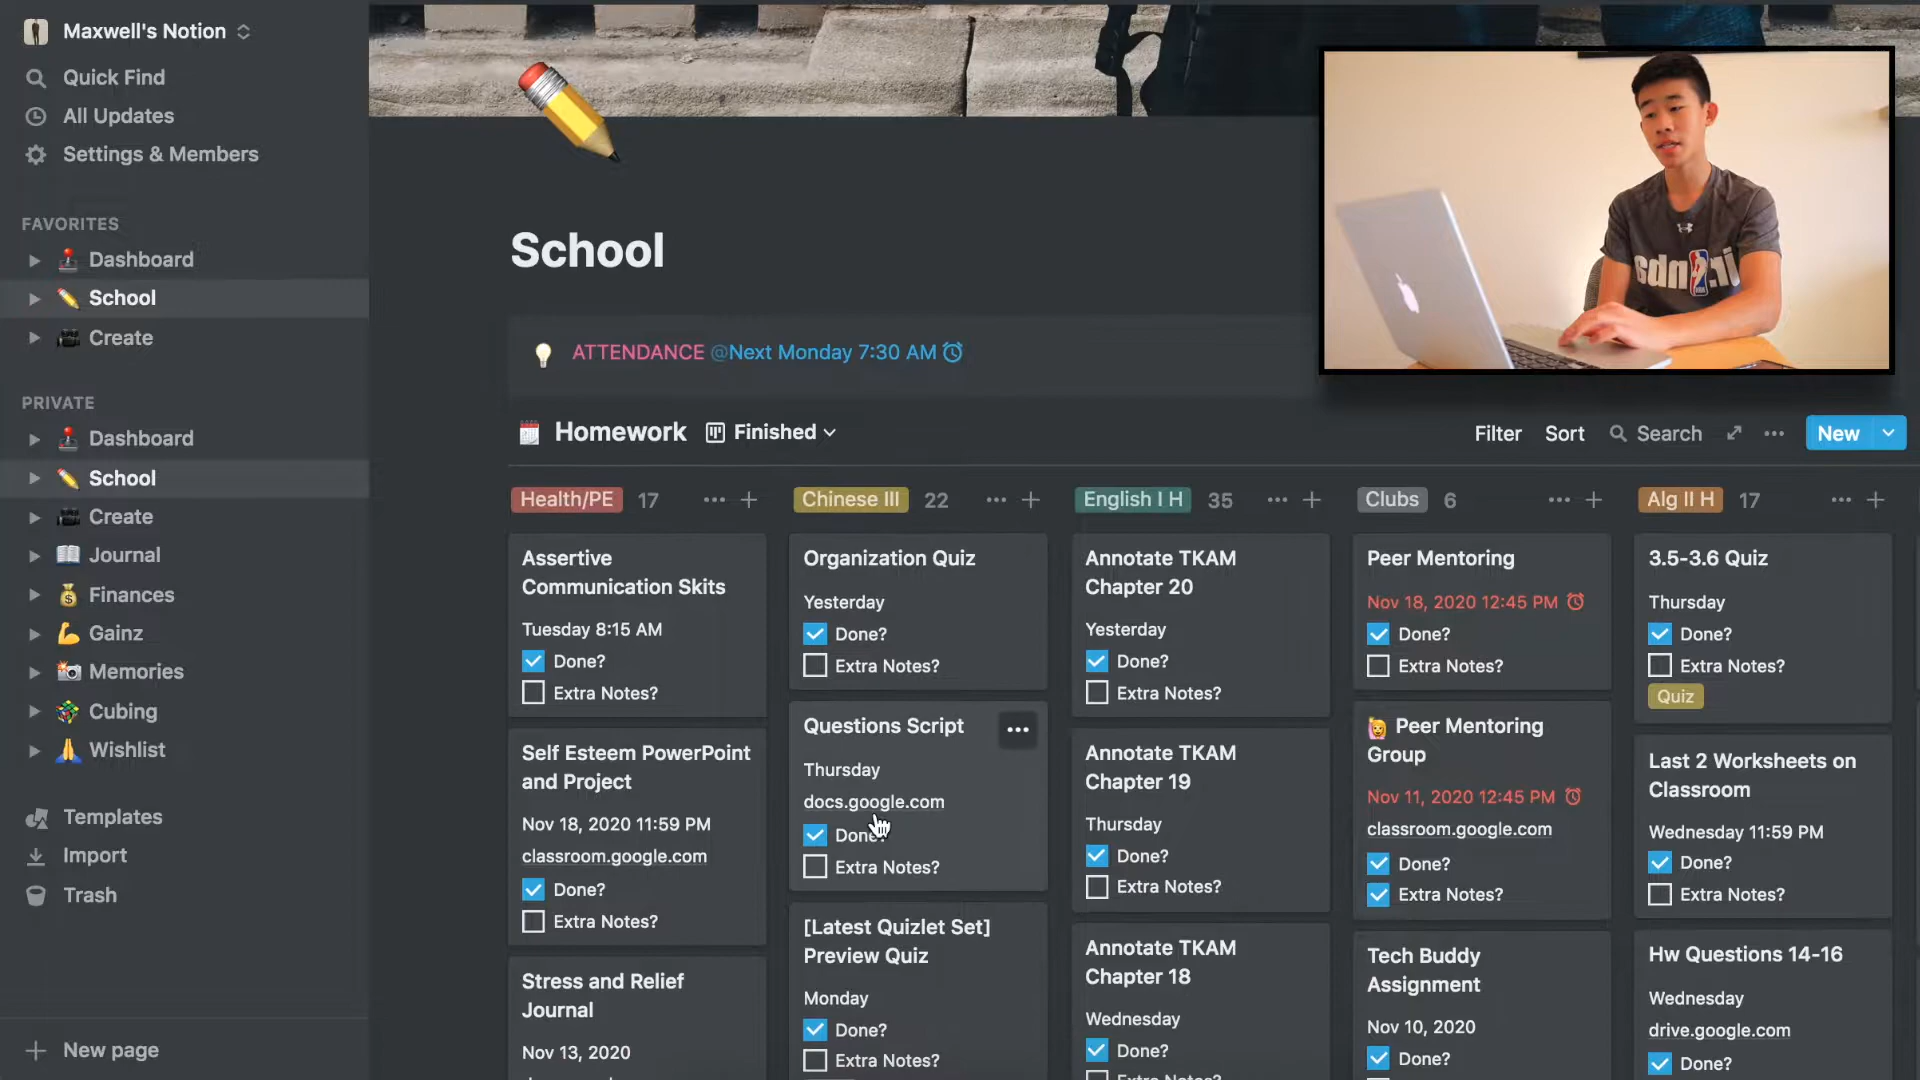 Maxwell's Notion
Quick Find
All Updates
Settings & Members
FAVORITES
Dashboard
School
Create
PRIVATE
Dashboard
School
Create
Journal
Finances
Gainz
Memories
Cubing
Wishlist
Templates
Import
Trash
New page
School
ATTENDANCE @Next Monday 7:30 AM
Homework Finished
Filter Sort Search New
Health/PE 17
Assertive
Communication Skits
Tuesday 8:15 AM
Done?
Extra Notes?
Self Esteem PowerPoint
and Project
Nov 18, 2020 11:59 PM
classroom.google.com
Done?
Extra Notes?
Stress and Relief
Journal
Nov 13, 2020
Chinese III 22
Organization Quiz
Yesterday
Done?
Extra Notes?
Questions Script
Thursday
docs.google.com
Done?
Extra Notes?
[Latest Quizlet Set]
Preview Quiz
Monday
Done?
Extra Notes?
English I H 35
Annotate TKAM
Chapter 20
Yesterday
Done?
Extra Notes?
Annotate TKAM
Chapter 19
Thursday
Done?
Extra Notes?
Annotate TKAM
Chapter 18
Wednesday
Done?
Extra Notes?
Clubs 6
Peer Mentoring
Nov 18, 2020 12:45 PM
Done?
Extra Notes?
Peer Mentoring
Group
Nov 11, 2020 12:45 PM
classroom.google.com
Done?
Extra Notes?
Tech Buddy
Assignment
Nov 10, 2020
Done?
Alg II H 17
3.5-3.6 Quiz
Thursday
Done?
Extra Notes?
Quiz
Last 2 Worksheets on
Classroom
Wednesday 11:59 PM
Done?
Extra Notes?
Hw Questions 14-16
Wednesday
drive.google.com
Done?